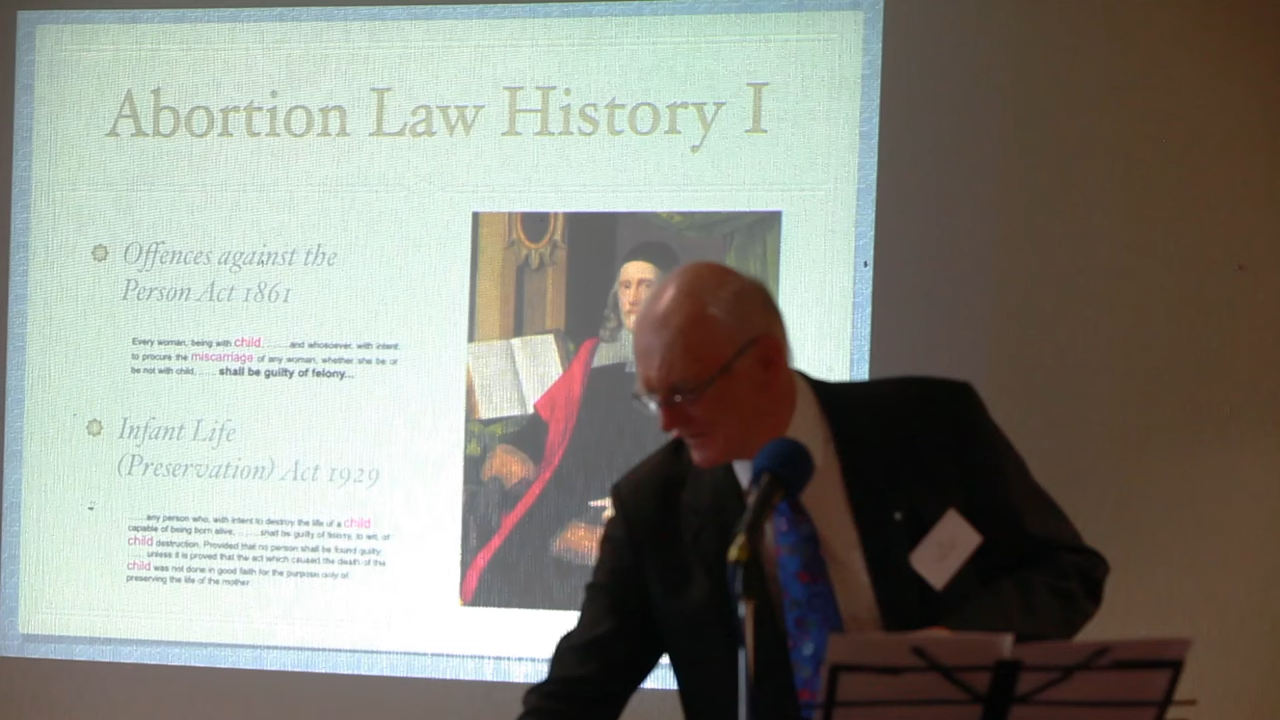 Abortion Law History I
Offences against the
Person Act 1861
Every woman, being with child, ...... and whosoever, with intent,
to procure the miscarriage of any woman, whether she be or
be not with child, ...... shall be guilty of felony...
Infant Life
(Preservation) Act 1929
...... any person who, with intent to destroy the life of a child
capable of being born alive, ...... shall be guilty of felony, to wit, of
child destruction. Provided that no person shall be found guilty
...... unless it is proved that the act which caused the death of the
child was not done in good faith for the purpose only of
preserving the life of the mother